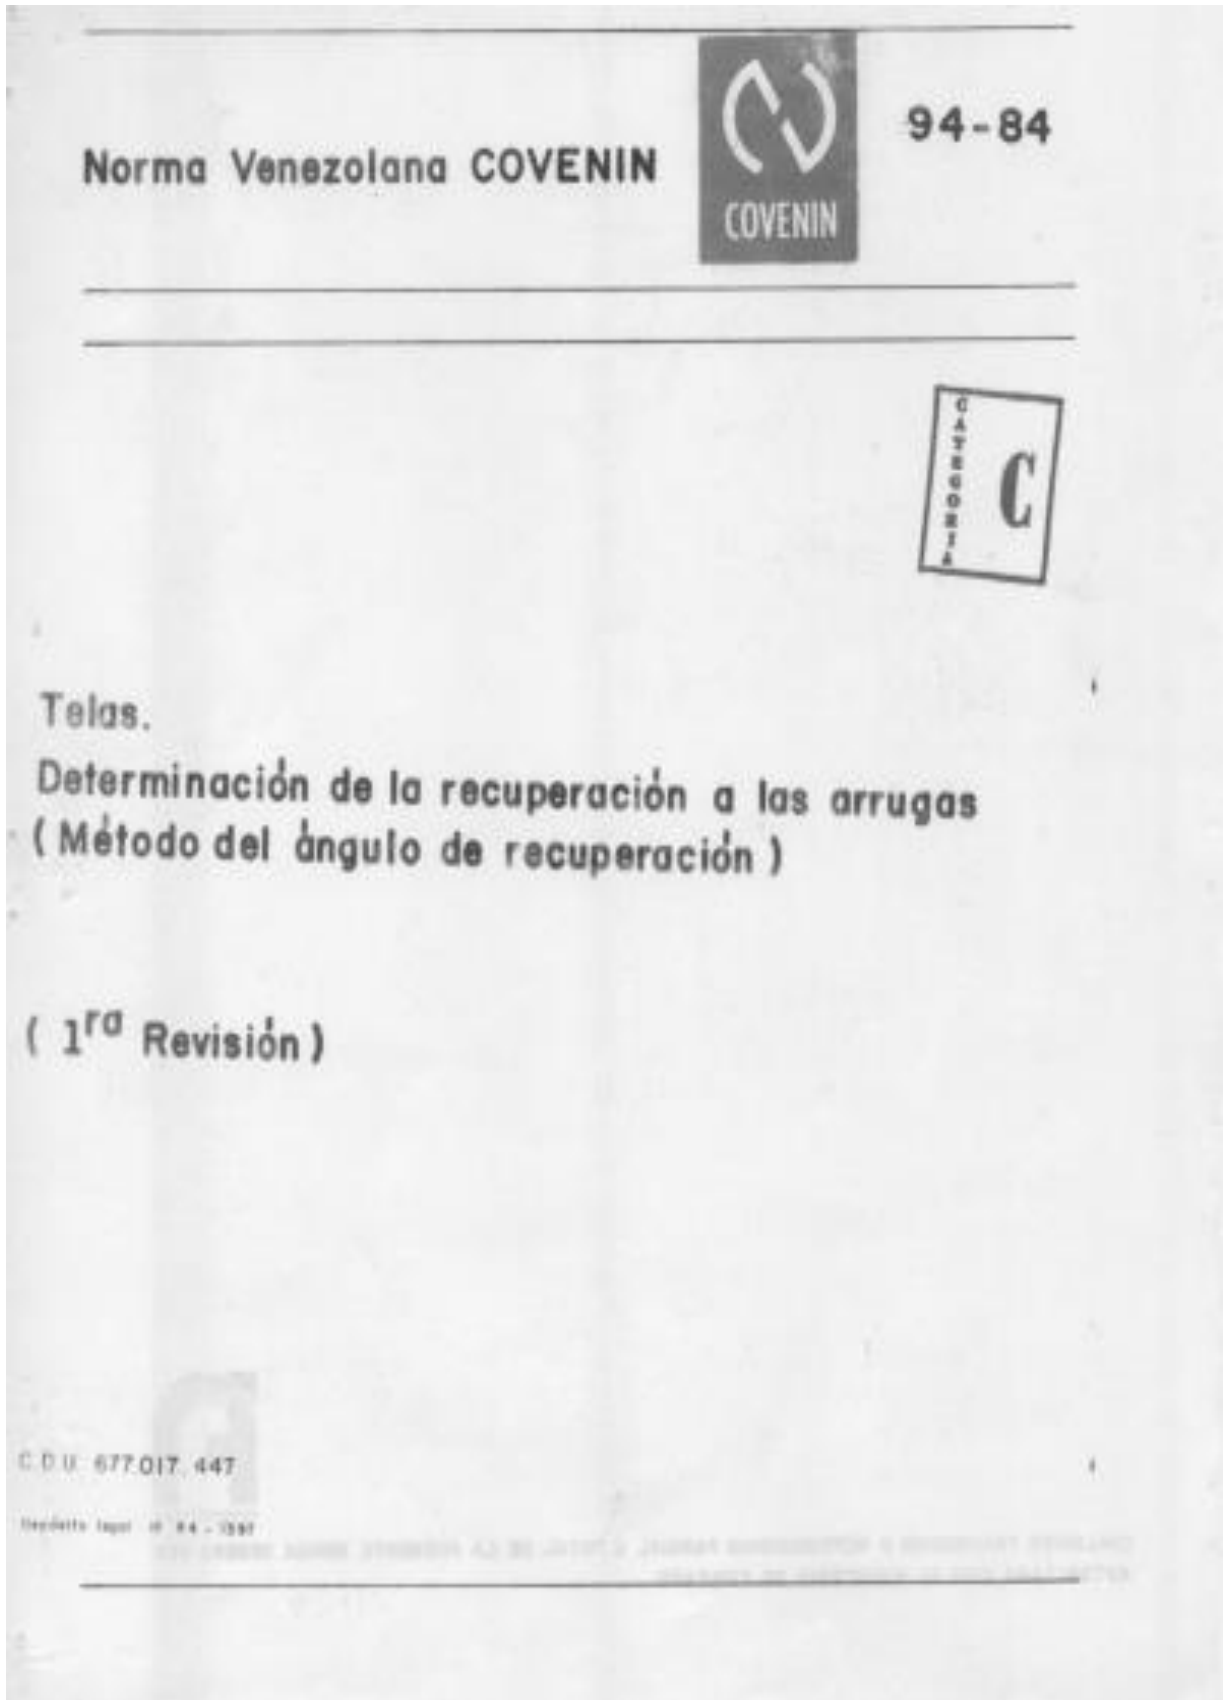 Norma Venezolana COVENIN
COVENIN
94-84
CATEGORIA
C
Telas.
Determinación de la recuperación a las arrugas
(Método del ángulo de recuperación)
(1ra Revisión)
C.D.U. 677.017.447
legal